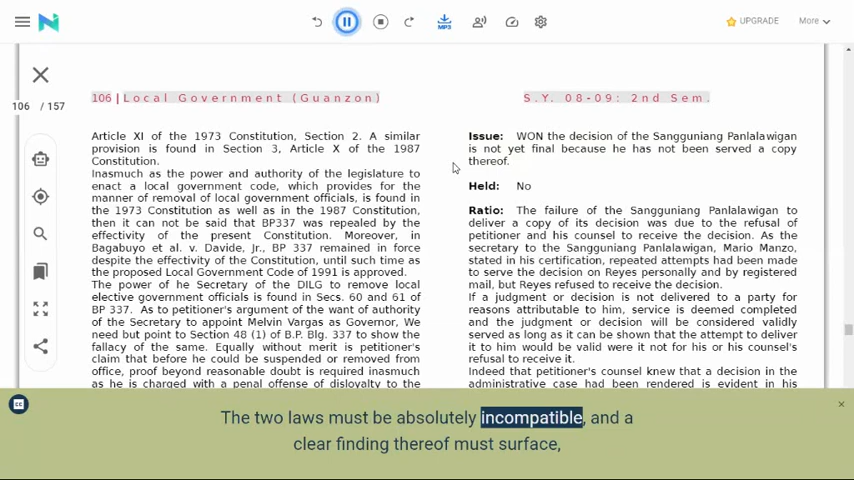 MP3
UPGRADE
More
106 / 157
106 | Local Government (Guanzon)
S.Y. 08-09: 2nd Sem.
Article XI of the 1973 Constitution, Section 2. A similar
provision is found in Section 3, Article X of the 1987
Constitution.
Inasmuch as the power and authority of the legislature to
enact a local government code, which provides for the
manner of removal of local government officials, is found in
the 1973 Constitution as well as in the 1987 Constitution,
then it can not be said that BP337 was repealed by the
effectivity of the present Constitution. Moreover, in
Bagabuyo et al. v. Davide, Jr., BP 337 remained in force
despite the effectivity of the Constitution, until such time as
the proposed Local Government Code of 1991 is approved.
The power of he Secretary of the DILG to remove local
elective government officials is found in Secs. 60 and 61 of
BP 337. As to petitioner's argument of the want of authority
of the Secretary to appoint Melvin Vargas as Governor, We
need but point to Section 48 (1) of B.P. Blg. 337 to show the
fallacy of the same. Equally without merit is petitioner's
claim that before he could be suspended or removed from
office, proof beyond reasonable doubt is required inasmuch
as he is charged with a penal offense of disloyalty to the
Issue: WON the decision of the Sangguniang Panlalawigan
is not yet final because he has not been served a copy
thereof.
Held: No
Ratio: The failure of the Sangguniang Panlalawigan to
deliver a copy of its decision was due to the refusal of
petitioner and his counsel to receive the decision. As the
secretary to the Sangguniang Panlalawigan, Mario Manzo,
stated in his certification, repeated attempts had been made
to serve the decision on Reyes personally and by registered
mail, but Reyes refused to receive the decision.
If a judgment or decision is not delivered to a party for
reasons attributable to him, service is deemed completed
and the judgment or decision will be considered validly
served as long as it can be shown that the attempt to deliver
it to him would be valid were it not for his or his counsel's
refusal to receive it.
Indeed that petitioner's counsel knew that a decision in the
administrative case had been rendered is evident in his
The two laws must be absolutely incompatible, and a
clear finding thereof must surface,